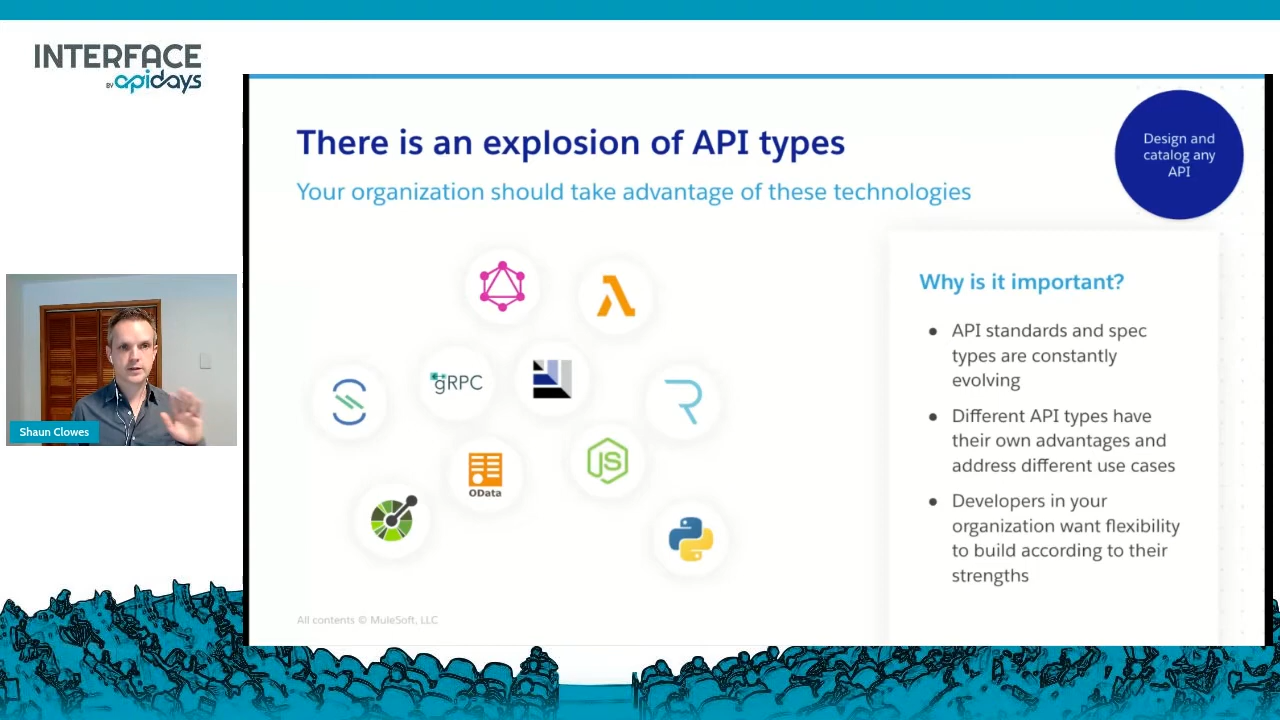 INTERFACE
BY apidays
There is an explosion of API types
Your organization should take advantage of these technologies
Design and
catalog any
API
gRPC
OData
JS
Why is it important?
● API standards and spec
types are constantly
evolving
● Different API types have
their own advantages and
address different use cases
● Developers in your
organization want flexibility
to build according to their
strengths
Shaun Clowes
All contents © MuleSoft, LLC